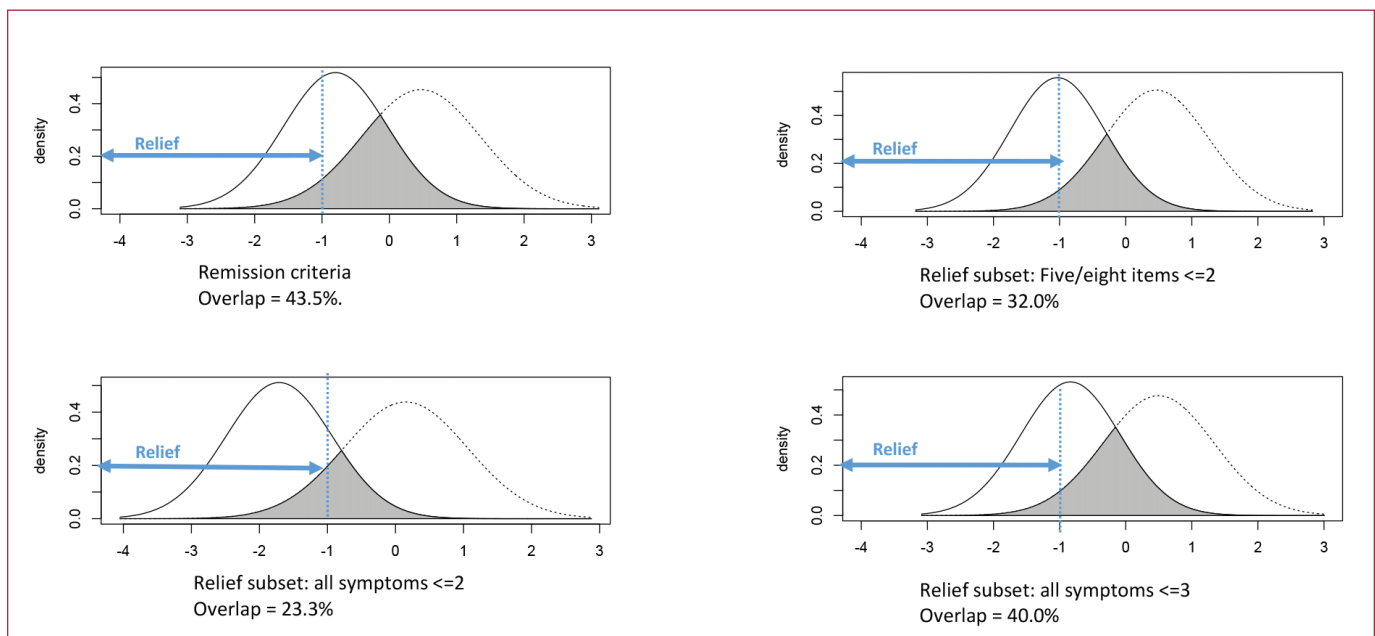 Relief
density
0.0 0.2 0.4
-4 -3 -2 -1 0 1 2 3
Remission criteria
Overlap = 43.5%.
Relief
density
0.0 0.2 0.4
-4 -3 -2 -1 0 1 2 3
Relief subset: Five/eight items <=2
Overlap = 32.0%
Relief
density
0.0 0.2 0.4
-4 -3 -2 -1 0 1 2 3
Relief subset: all symptoms <=2
Overlap = 23.3%
Relief
density
0.0 0.2 0.4
-4 -3 -2 -1 0 1 2 3
Relief subset: all symptoms <=3
Overlap = 40.0%